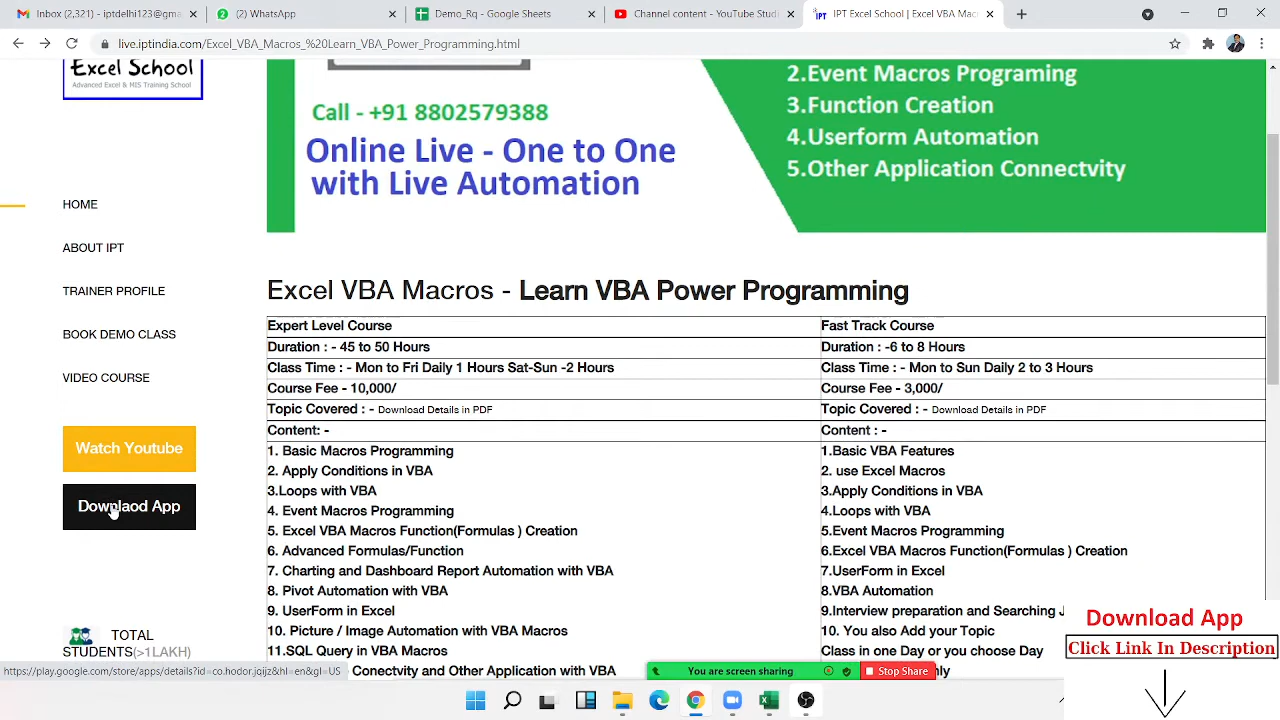 Inbox (2,321) - iptdelhi123@gmai
(2) WhatsApp
Demo_Rq - Google Sheets
Channel content - YouTube Studi
IPT Excel School | Excel VBA Mac
live.iptindia.com/Excel_VBA_Macros_%20Learn_VBA_Power_Programming.html
Excel School
Advanced Excel & MIS Training School
HOME
ABOUT IPT
TRAINER PROFILE
BOOK DEMO CLASS
VIDEO COURSE
Watch Youtube
Downlaod App
TOTAL
STUDENTS(>1LAKH)
Call - +91 8802579388
Online Live - One to One
with Live Automation
2.Event Macros Programing
3.Function Creation
4.Userform Automation
5.Other Application Connectvity
Excel VBA Macros - Learn VBA Power Programming
Expert Level Course
Duration : - 45 to 50 Hours
Class Time : - Mon to Fri Daily 1 Hours Sat-Sun -2 Hours
Course Fee - 10,000/
Topic Covered : - Download Details in PDF
Content: -
1. Basic Macros Programming
2. Apply Conditions in VBA
3.Loops with VBA
4. Event Macros Programming
5. Excel VBA Macros Function(Formulas ) Creation
6. Advanced Formulas/Function
7. Charting and Dashboard Report Automation with VBA
8. Pivot Automation with VBA
9. UserForm in Excel
10. Picture / Image Automation with VBA Macros
11.SQL Query in VBA Macros
Conectvity and Other Application with VBA
Fast Track Course
Duration : -6 to 8 Hours
Class Time : - Mon to Sun Daily 2 to 3 Hours
Course Fee - 3,000/
Topic Covered : - Download Details in PDF
Content : -
1.Basic VBA Features
2. use Excel Macros
3.Apply Conditions in VBA
4.Loops with VBA
5.Event Macros Programming
6.Excel VBA Macros Function(Formulas ) Creation
7.UserForm in Excel
8.VBA Automation
9.Interview preparation and Searching J
10. You also Add your Topic
Class in one Day or you choose Day
nly
https://play.google.com/store/apps/details?id=co.jordor.jqijz&hl=en&gl=US
You are screen sharing
Stop Share
Download App
Click Link In Description